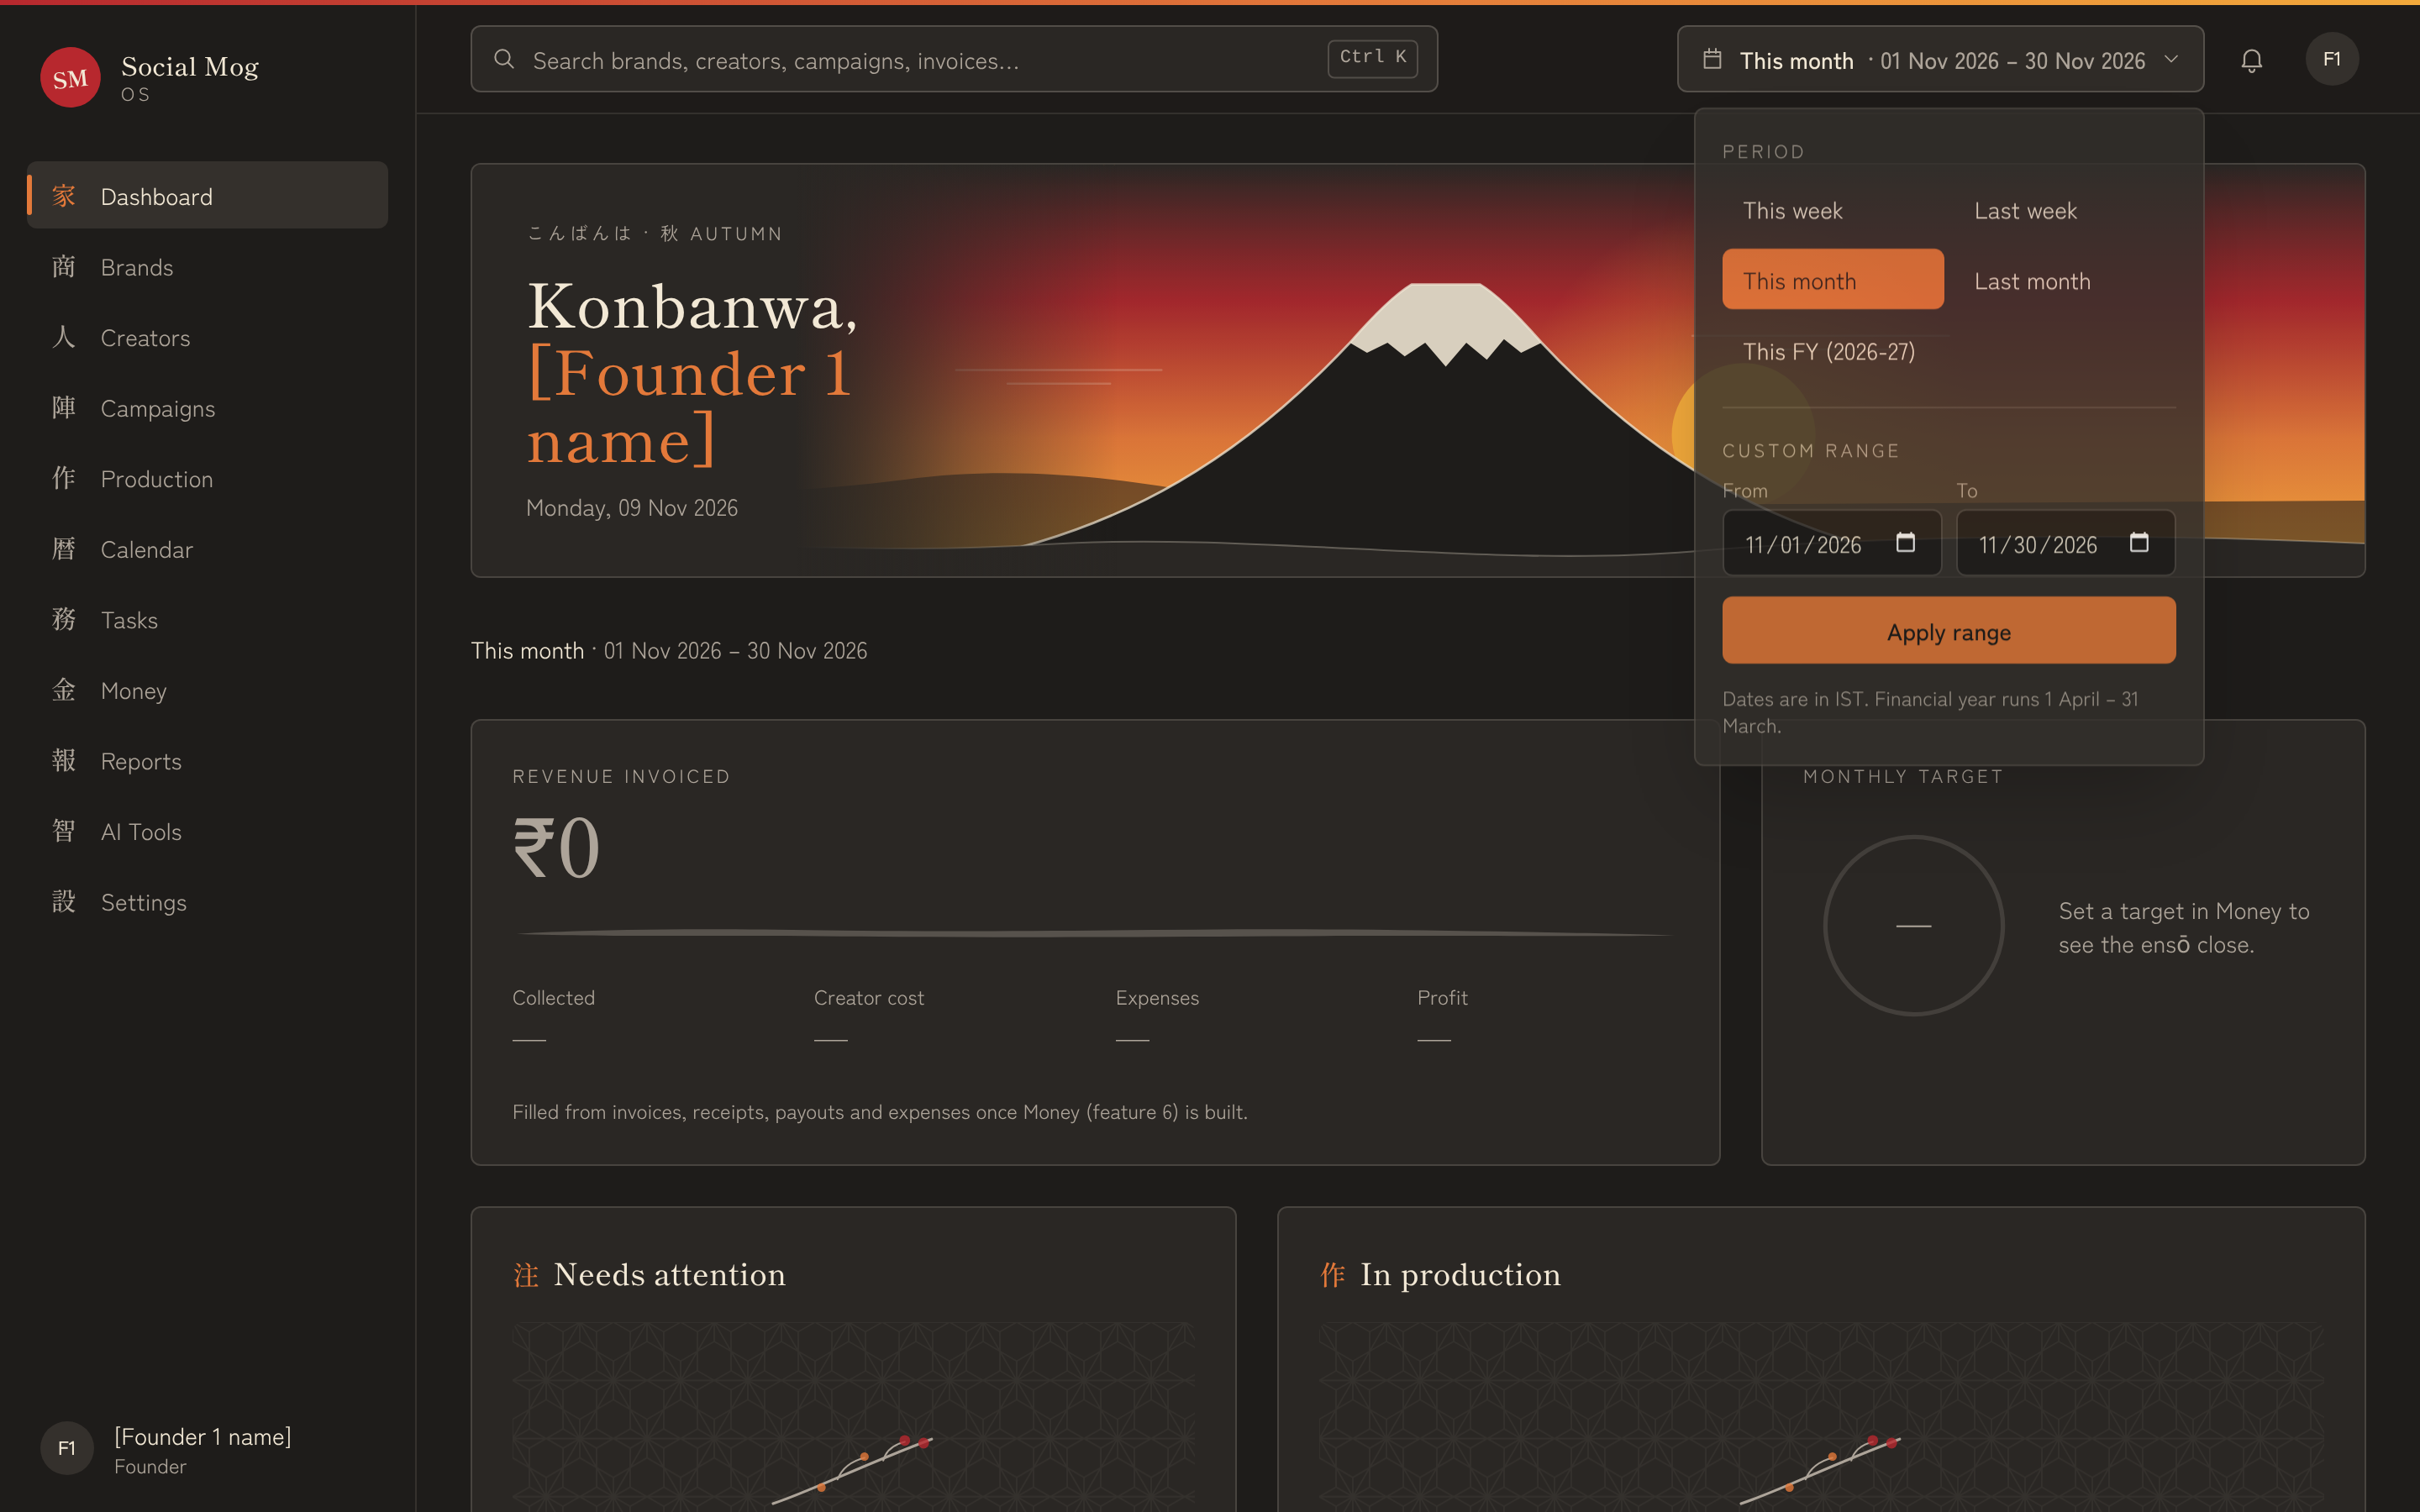 SM
Social Mog
OS
Search brands, creators, campaigns, invoices...
Ctrl K
This month · 01 Nov 2026 – 30 Nov 2026
F1
家 Dashboard
商 Brands
人 Creators
陣 Campaigns
作 Production
暦 Calendar
務 Tasks
金 Money
報 Reports
智 AI Tools
設 Settings
F1
[Founder 1 name]
Founder
こんばんは · 秋 AUTUMN
Konbanwa,
[Founder 1
name]
Monday, 09 Nov 2026
PERIOD
This week
Last week
This month
Last month
This FY (2026-27)
CUSTOM RANGE
From
To
11/01/2026
11/30/2026
Apply range
Dates are in IST. Financial year runs 1 April – 31
March.
This month · 01 Nov 2026 – 30 Nov 2026
REVENUE INVOICED
₹0
Collected
Creator cost
Expenses
Profit
—
—
—
—
Filled from invoices, receipts, payouts and expenses once Money (feature 6) is built.
MONTHLY TARGET
—
Set a target in Money to
see the ensō close.
注 Needs attention
作 In production